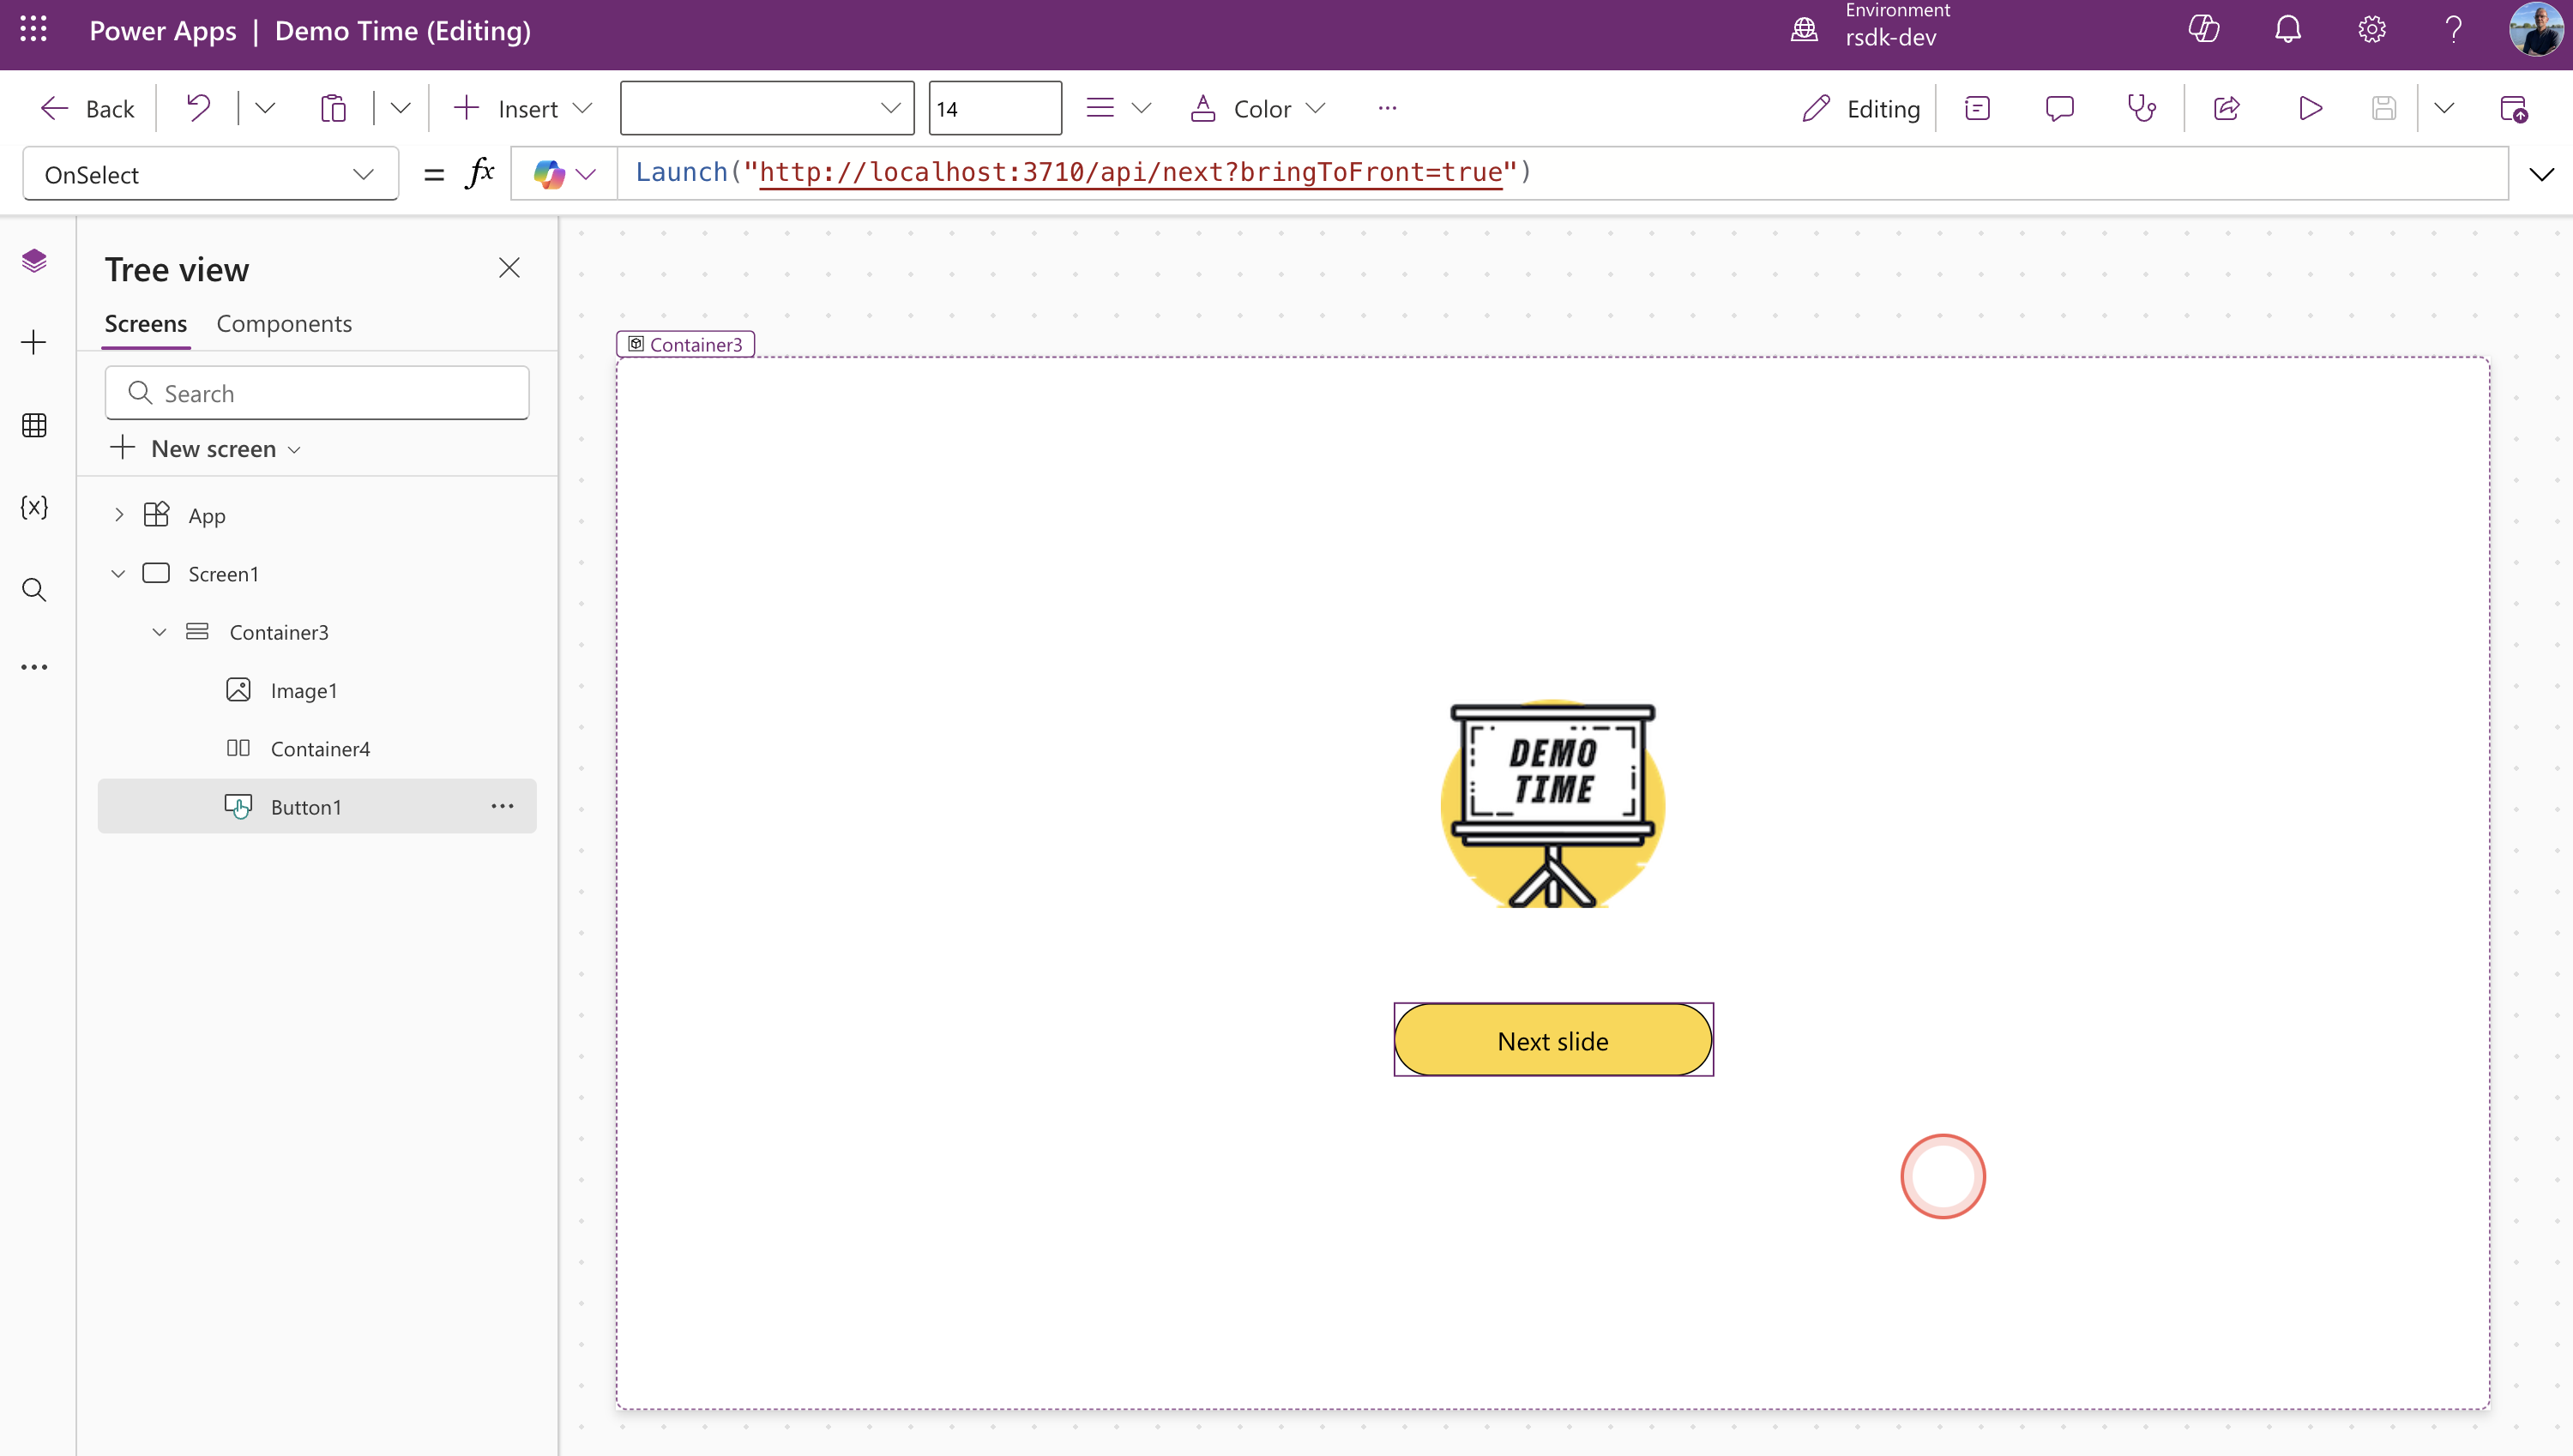 Power Apps | Demo Time (Editing)
Environment
rsdk-dev
Back
Insert
14
Color
Editing
OnSelect
= fx
Launch("http://localhost:3710/api/next?bringToFront=true")
Tree view
Screens
Components
Search
New screen
App
Screen1
Container3
Image1
Container4
Button1
Container3
DEMO
TIME
Next slide